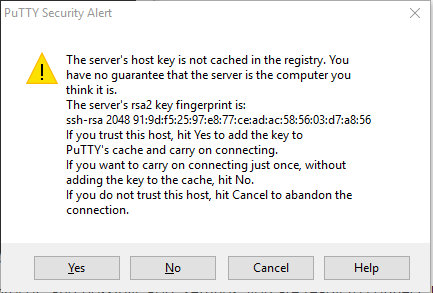 PuTTY Security Alert
The server's host key is not cached in the registry. You
have no guarantee that the server is the computer you
think it is.
The server's rsa2 key fingerprint is:
ssh-rsa 2048 91:9d:f5:25:97:e8:77:ce:ad:ac:58:56:03:d7:a8:56
If you trust this host, hit Yes to add the key to
PuTTY's cache and carry on connecting.
If you want to carry on connecting just once, without
adding the key to the cache, hit No.
If you do not trust this host, hit Cancel to abandon the
connection.
Yes No Cancel Help